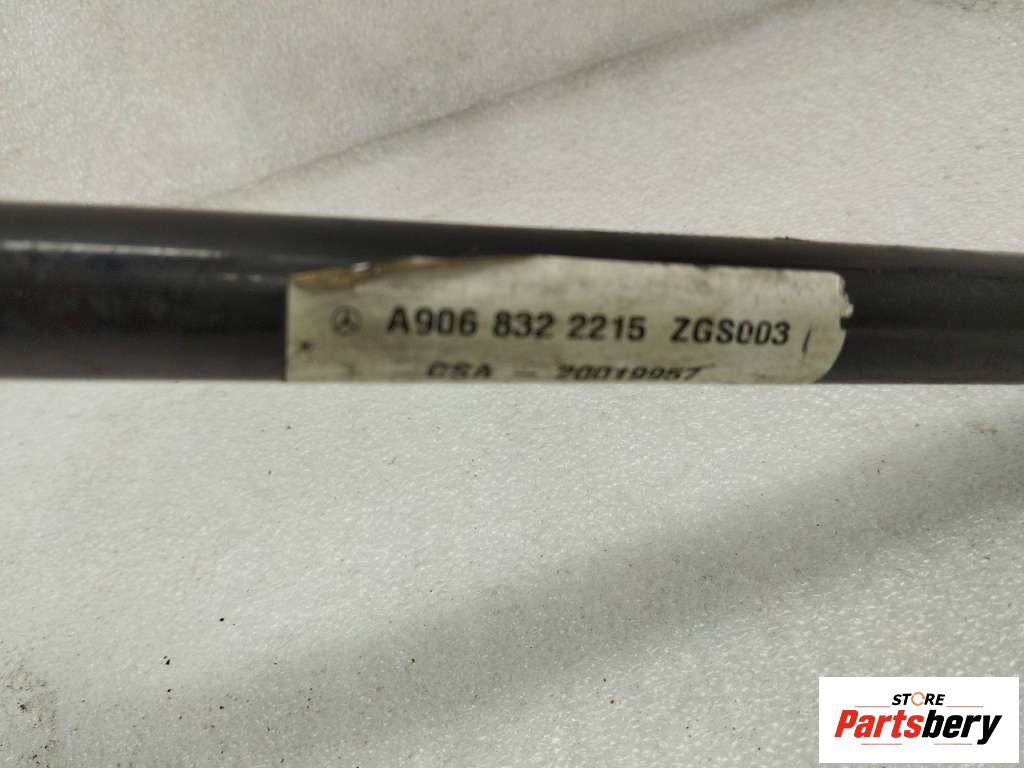 A906 832 2215 ZGS003
CSA - 20019957
STORE
Partsbery